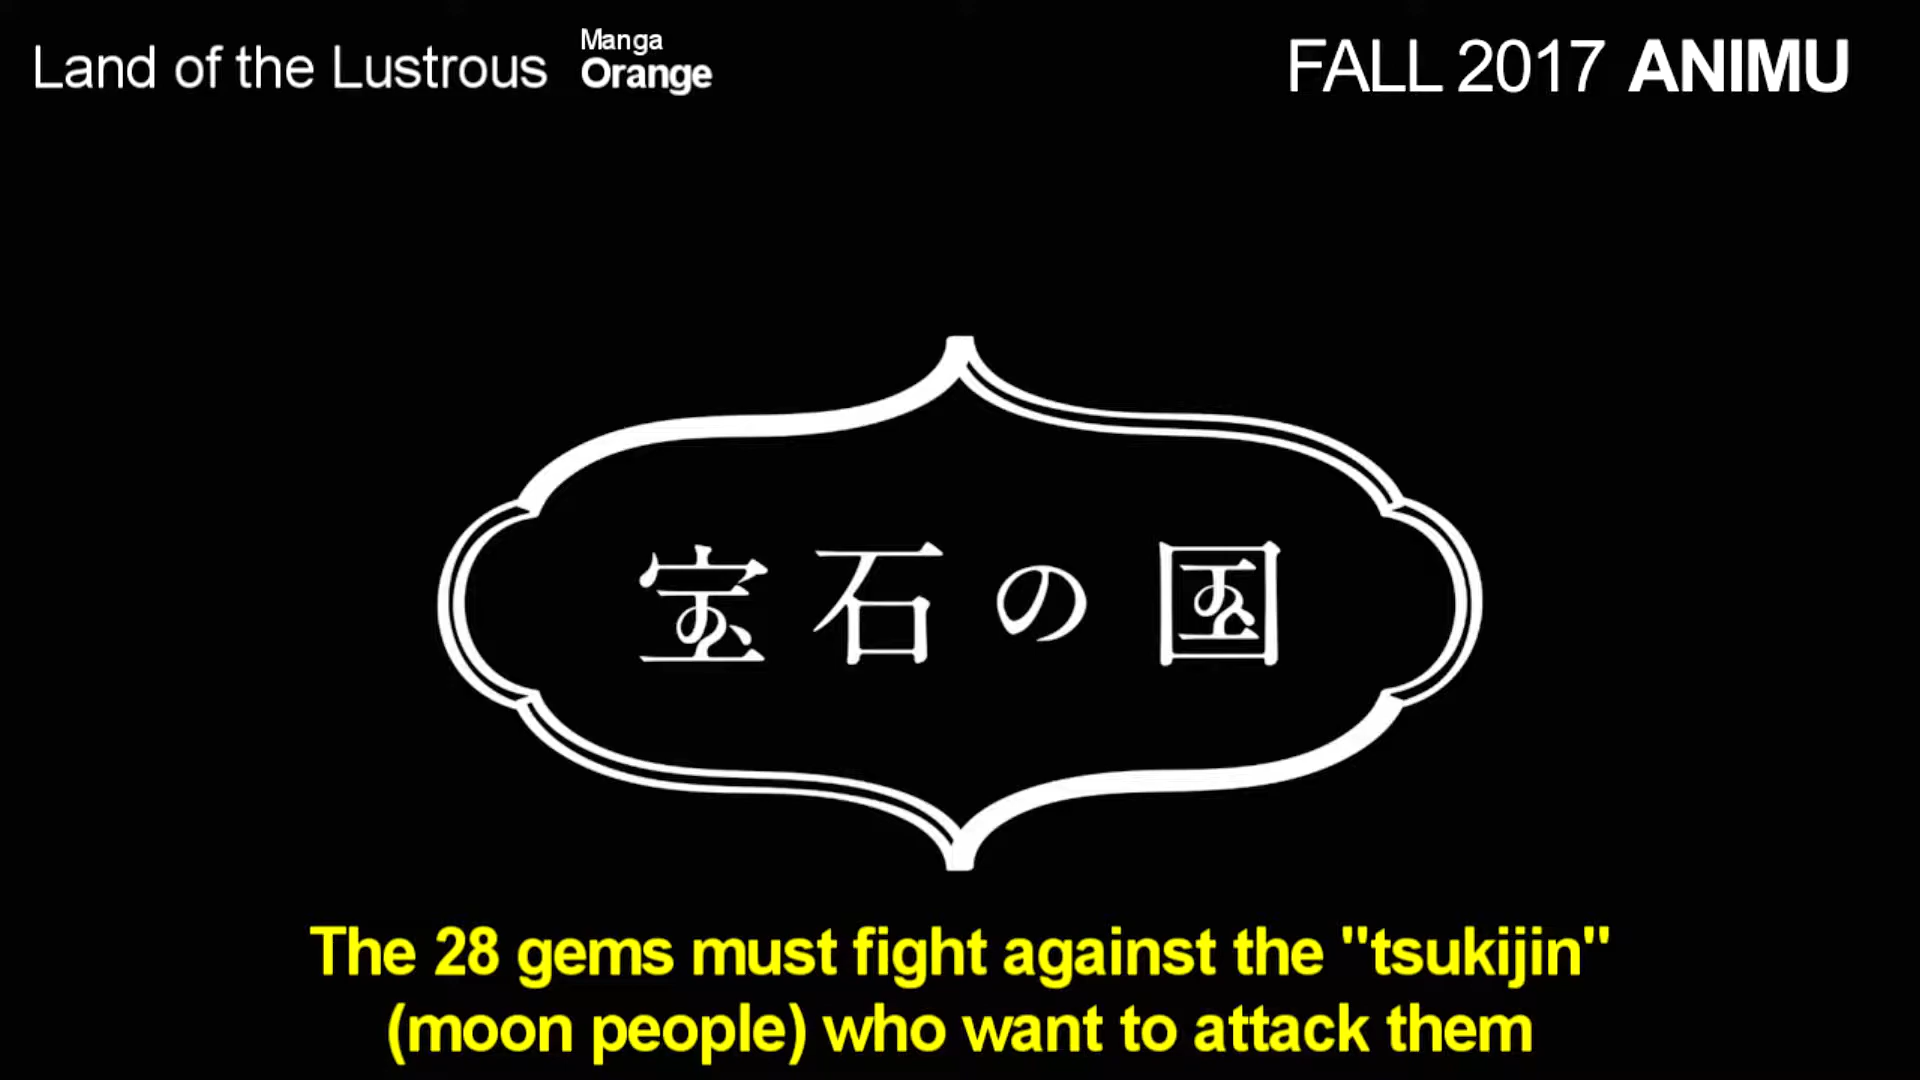 Land of the Lustrous
Manga
Orange
FALL 2017 ANIMU
宝石の国
The 28 gems must fight against the "tsukijin"
(moon people) who want to attack them